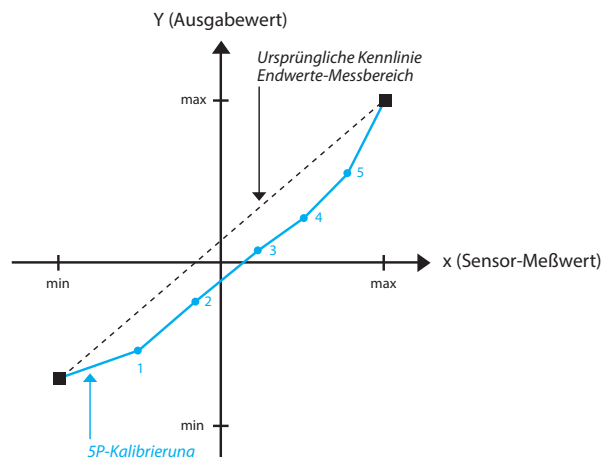 Y (Ausgabewert)
Ursprüngliche Kennlinie
Endwerte-Messbereich
max
5
4
3
x (Sensor-Meßwert)
min
max
2
1
min
5P-Kalibrierung